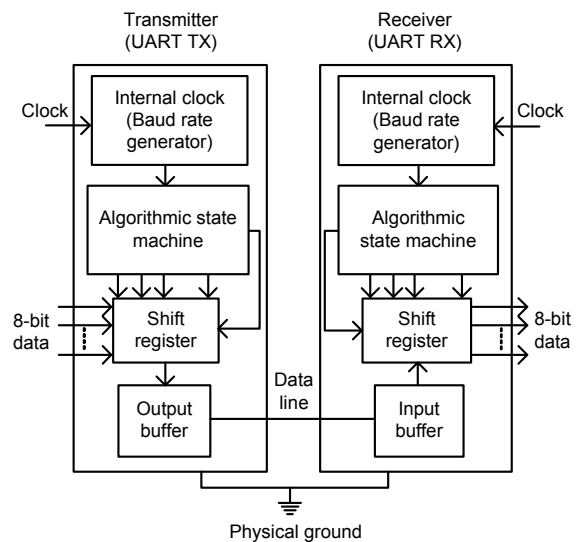 Transmitter
(UART TX)
Receiver
(UART RX)
Clock
Internal clock
(Baud rate
generator)
Internal clock
(Baud rate
generator)
Clock
Algorithmic state
machine
Algorithmic
state machine
8-bit
data
Shift
register
Shift
register
8-bit
data
Output
buffer
Data
line
Input
buffer
Physical ground